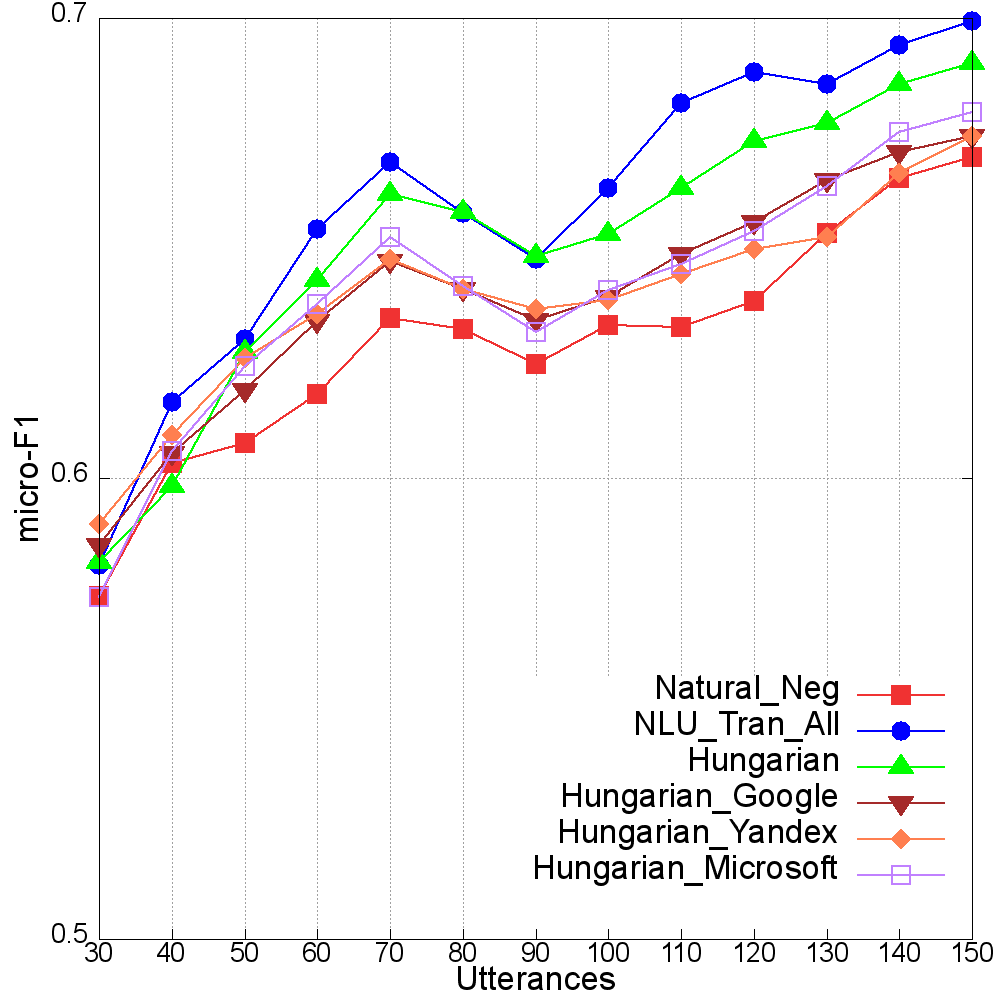 0.7
0.6
0.5
micro-F1
Natural_Neg
NLU_Tran_All
Hungarian
Hungarian_Google
Hungarian_Yandex
Hungarian_Microsoft
30 40 50 60 70 80 90 100 110 120 130 140 150
Utterances